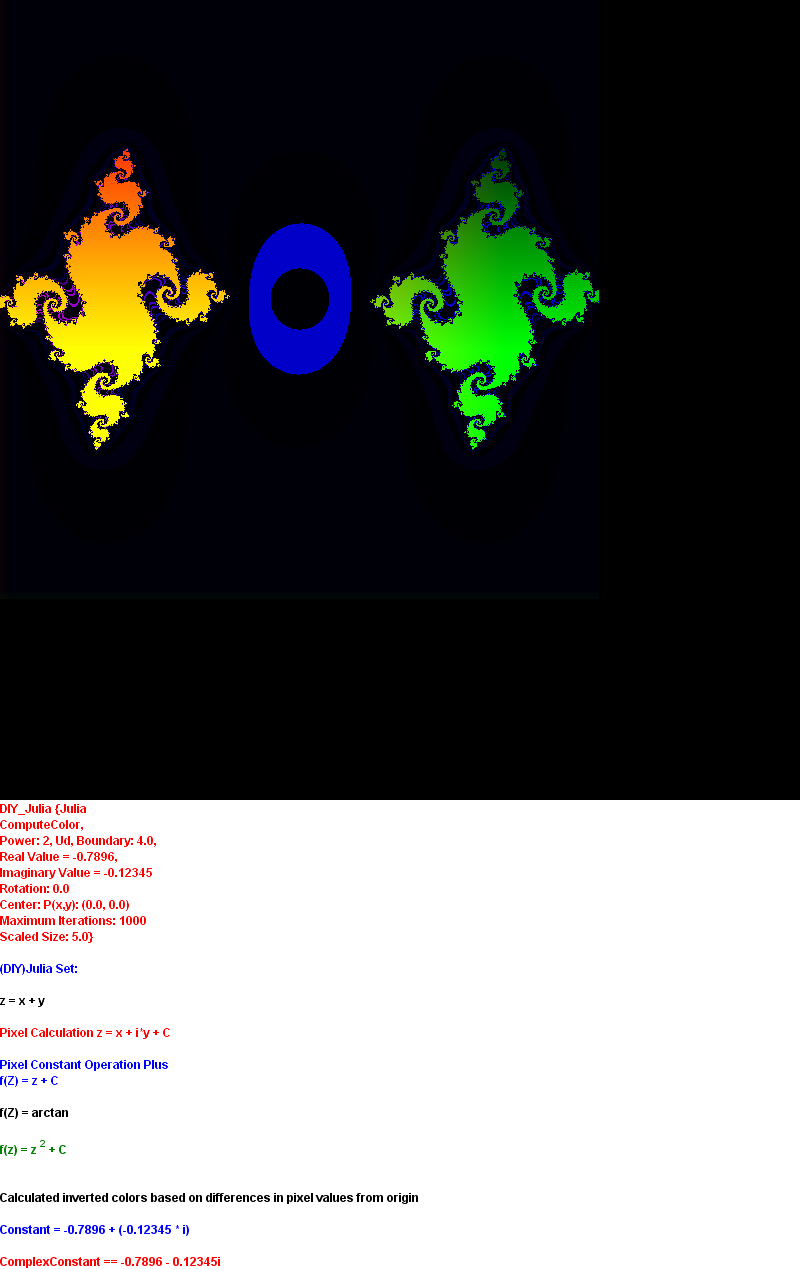 DIY_Julia {Julia
ComputeColor,
Power: 2, Ud, Boundary: 4.0,
Real Value = -0.7896,
Imaginary Value = -0.12345
Rotation: 0.0
Center: P(x,y): (0.0, 0.0)
Maximum Iterations: 1000
Scaled Size: 5.0}
(DIY)Julia Set:
z = x + y
Pixel Calculation z = x + i*y + C
Pixel Constant Operation Plus
f(Z) = z + C
f(Z) = arctan
f(z) = z ² + C
Calculated inverted colors based on differences in pixel values from origin
Constant = -0.7896 + (-0.12345 * i)
ComplexConstant == -0.7896 - 0.12345i